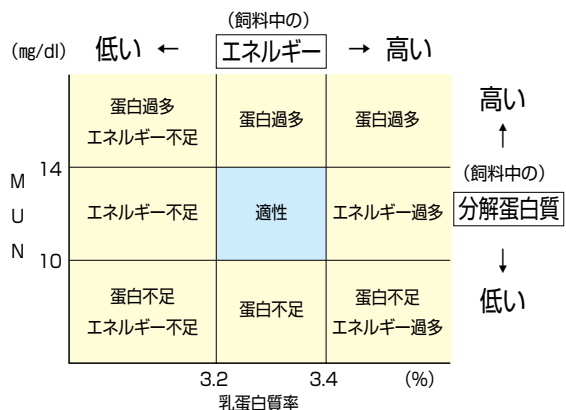 (飼料中の)
(㎎/dl) 低い ← エネルギー → 高い
蛋白過多
エネルギー不足
蛋白過多
蛋白過多
高い
↑
14
(飼料中の)
MUN
エネルギー不足
適性
エネルギー過多
分解蛋白質
10
↓
低い
蛋白不足
エネルギー不足
蛋白不足
蛋白不足
エネルギー過多
3.2 3.4 (%)
乳蛋白質率